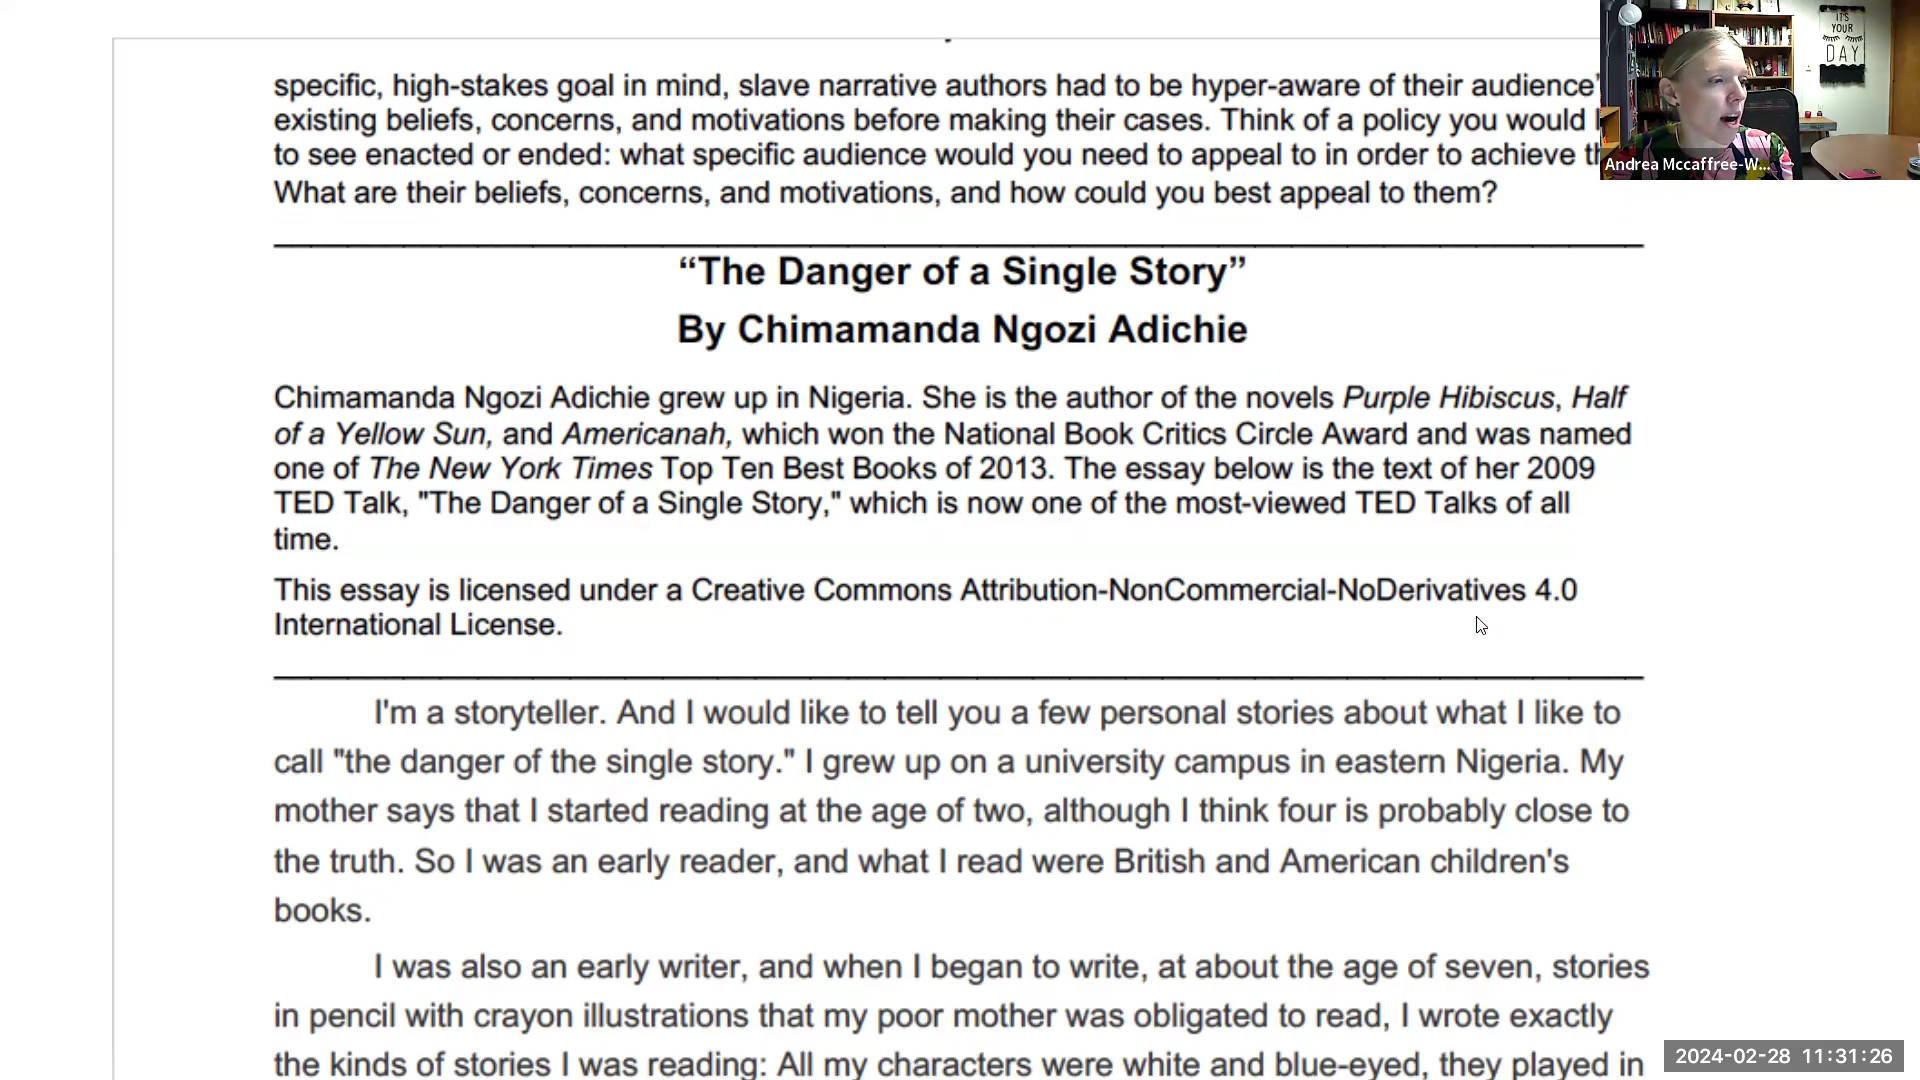 specific, high-stakes goal in mind, slave narrative authors had to be hyper-aware of their audience'
existing beliefs, concerns, and motivations before making their cases. Think of a policy you would
to see enacted or ended: what specific audience would you need to appeal to in order to achieve
What are their beliefs, concerns, and motivations, and how could you best appeal to them?
“The Danger of a Single Story”
By Chimamanda Ngozi Adichie
Chimamanda Ngozi Adichie grew up in Nigeria. She is the author of the novels Purple Hibiscus, Half
of a Yellow Sun, and Americanah, which won the National Book Critics Circle Award and was named
one of The New York Times Top Ten Best Books of 2013. The essay below is the text of her 2009
TED Talk, "The Danger of a Single Story," which is now one of the most-viewed TED Talks of all
time.
This essay is licensed under a Creative Commons Attribution-NonCommercial-NoDerivatives 4.0
International License.
I'm a storyteller. And I would like to tell you a few personal stories about what I like to
call "the danger of the single story." I grew up on a university campus in eastern Nigeria. My
mother says that I started reading at the age of two, although I think four is probably close to
the truth. So I was an early reader, and what I read were British and American children's
books.
I was also an early writer, and when I began to write, at about the age of seven, stories
in pencil with crayon illustrations that my poor mother was obligated to read, I wrote exactly
the kinds of stories I was reading: All my characters were white and blue-eyed, they played in
IT'S
YOUR
DAY
Andrea Mccaffree-W...
2024-02-28 11:31:26